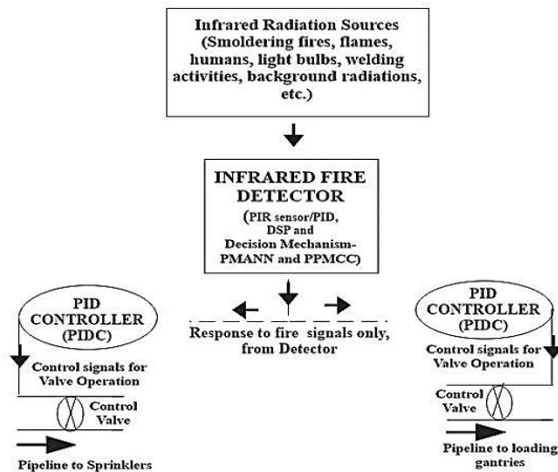 Infrared Radiation Sources
(Smoldering fires, flames,
humans, light bulbs, welding
activities, background radiations,
etc.)
INFRARED FIRE
DETECTOR
(PIR sensor/PID,
DSP and
Decision Mechanism-
PMANN and PPMCC)
Response to fire signals only,
from Detector
PID
CONTROLLER
(PIDC)
Control signals for
Valve Operation
Control
Valve
Pipeline to Sprinklers
PID
CONTROLLER
(PIDC)
Control signals for
Valve Operation
Control
Valve
Pipeline to loading
gantries